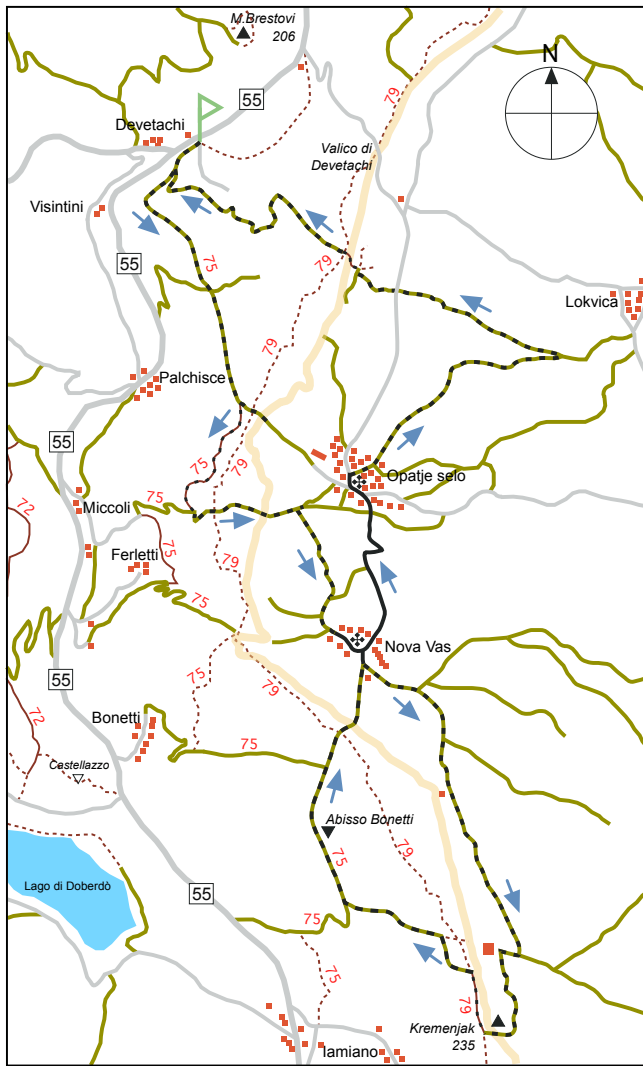 M.Brestovi
206
N
55
79
Devetachi
Valico di
Devetachi
Visintini
75
55
79
Lokvica
79
Palchisce
55
75
79
Opatje selo
72
75
Miccoli
75
Ferletti
79
75
Nova Vas
75
79
55
72
Bonetti
75
Castellazzo
Abisso Bonetti
79
75
Lago di Doberdò
55
75
75
79
Kremenjak
235
Iamiano